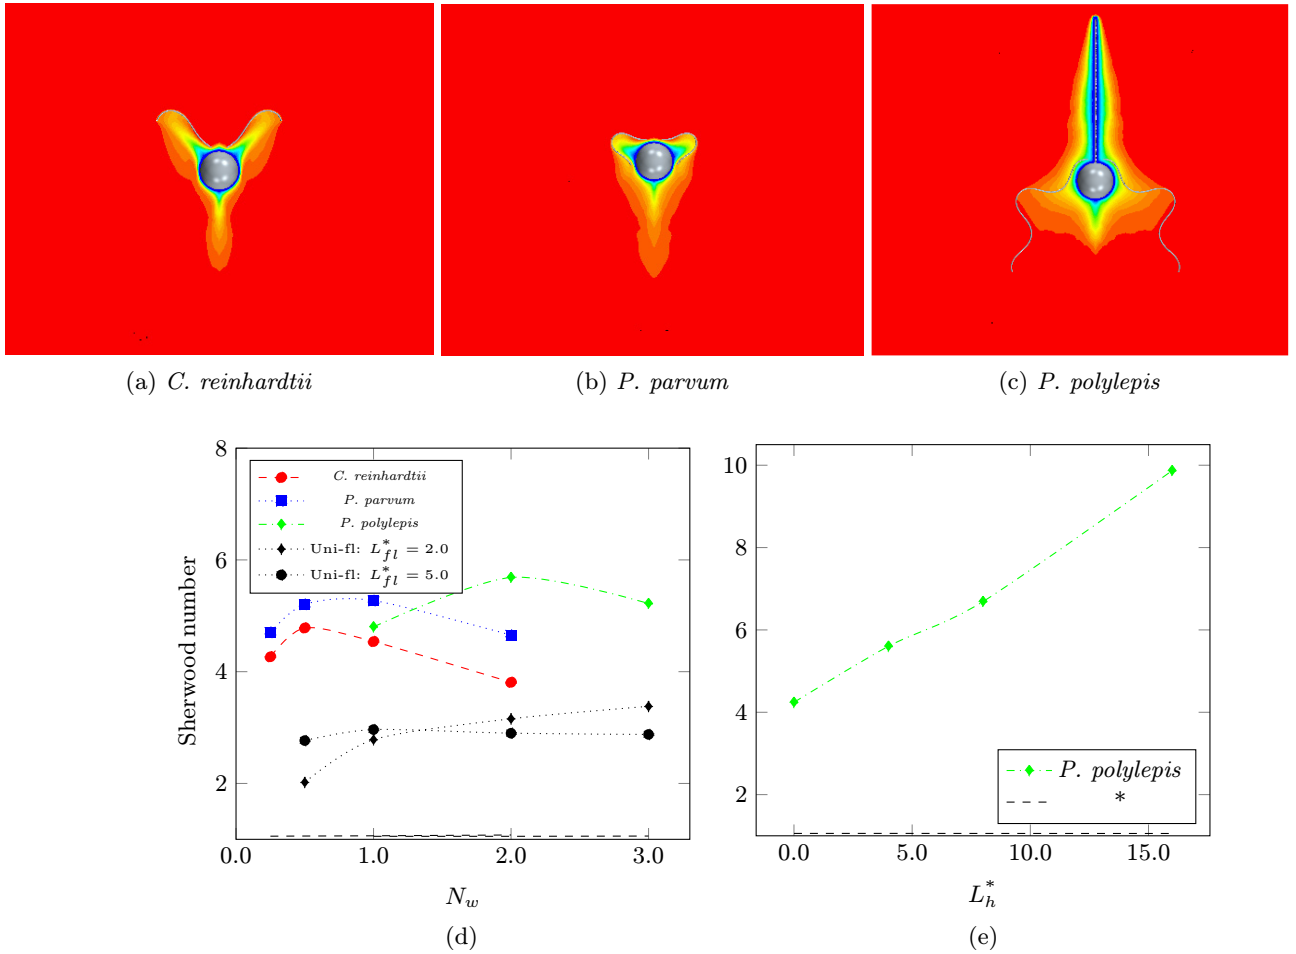 (a) C. reinhardtii
(b) P. parvum
(c) P. polylepis
8
6
4
2
Sherwood number
C. reinhardtii
P. parvum
P. polylepis
Uni-fl: L*fl = 2.0
Uni-fl: L*fl = 5.0
0.0 1.0 2.0 3.0
Nw
(d)
10
8
6
4
2
P. polylepis
*
0.0 5.0 10.0 15.0
L*h
(e)